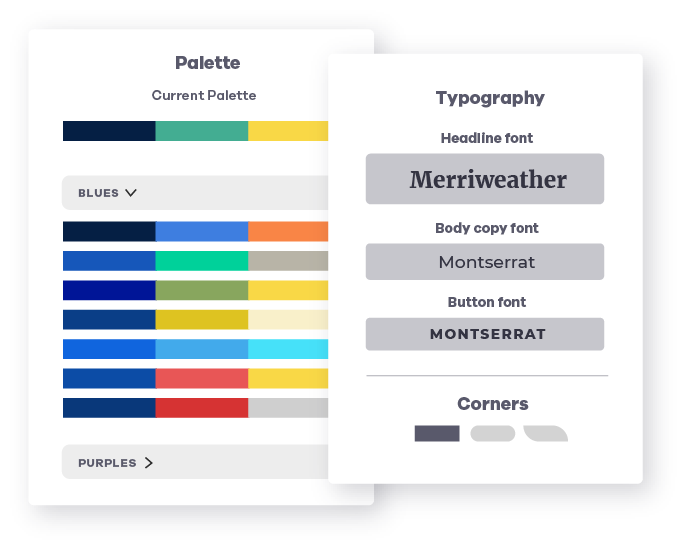 Palette
Current Palette
BLUES
PURPLES
Typography
Headline font
Merriweather
Body copy font
Montserrat
Button font
MONTSERRAT
Corners